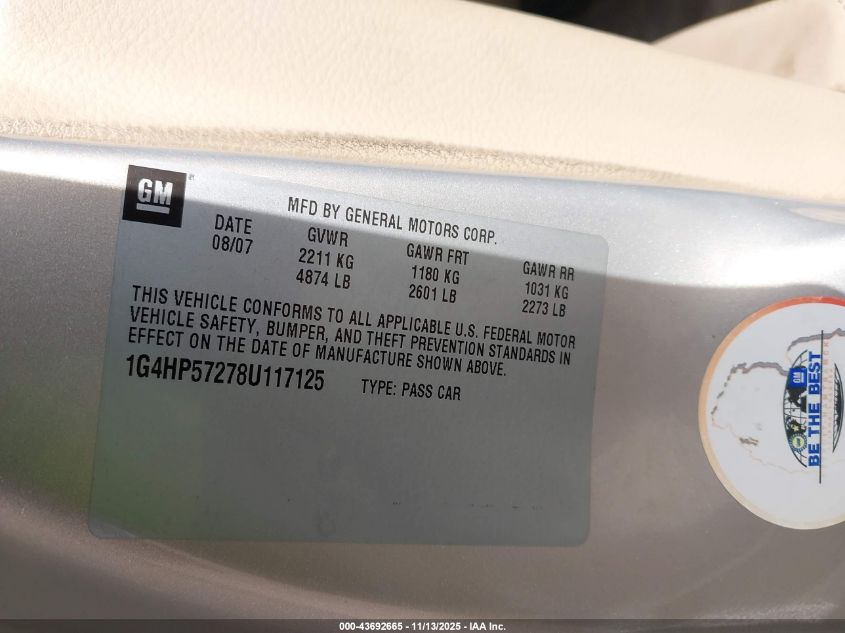 GM
MFD BY GENERAL MOTORS CORP.
DATE GVWR GAWR FRT GAWR RR
08/07 2211 KG 1180 KG 1031 KG
4874 LB 2601 LB 2273 LB
THIS VEHICLE CONFORMS TO ALL APPLICABLE U.S. FEDERAL MOTOR
VEHICLE SAFETY, BUMPER, AND THEFT PREVENTION STANDARDS IN
EFFECT ON THE DATE OF MANUFACTURE SHOWN ABOVE.
1G4HP57278U117125 TYPE: PASS CAR
GM
BE THE BEST
000-43692665 - 11/13/2025 - IAA Inc.